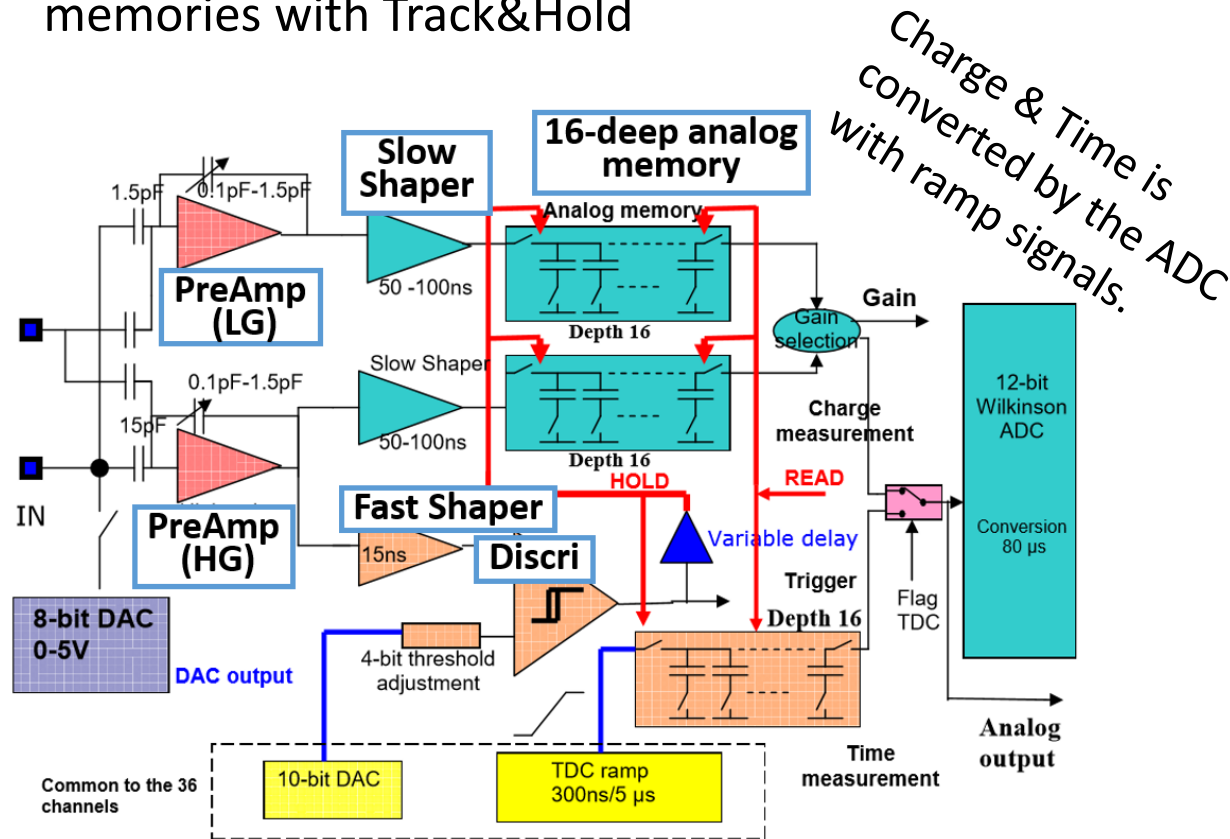 memories with Track&Hold
Charge & Time is
converted by the ADC
with ramp signals.
16-deep analog
memory
Slow
Shaper
1.5pF
0.1pF-1.5pF
Analog memory
50 -100ns
PreAmp
(LG)
Depth 16
Gain
Gain
selection
Slow Shaper
0.1pF-1.5pF
12-bit
Wilkinson
ADC
Charge
measurement
15pF
50-100ns
Depth 16
HOLD
READ
IN
Fast Shaper
PreAmp
(HG)
15ns
Discri
Variable delay
Conversion
80 µs
Trigger
Flag
TDC
8-bit DAC
0-5V
DAC output
4-bit threshold
adjustment
Depth 16
Analog
output
Time
measurement
Common to the 36
channels
10-bit DAC
TDC ramp
300ns/5 µs